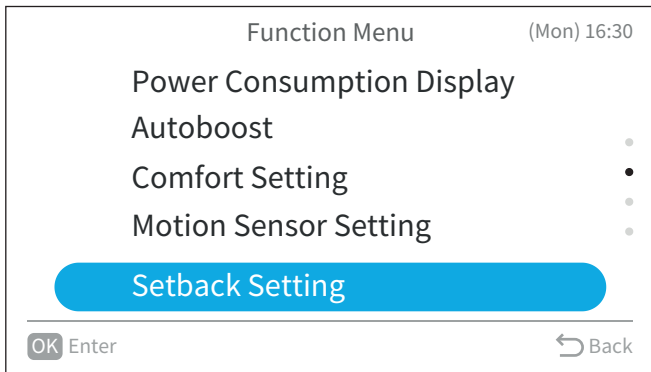 Function Menu (Mon) 16:30
Power Consumption Display
Autoboost
Comfort Setting
Motion Sensor Setting
Setback Setting
OK Enter Back